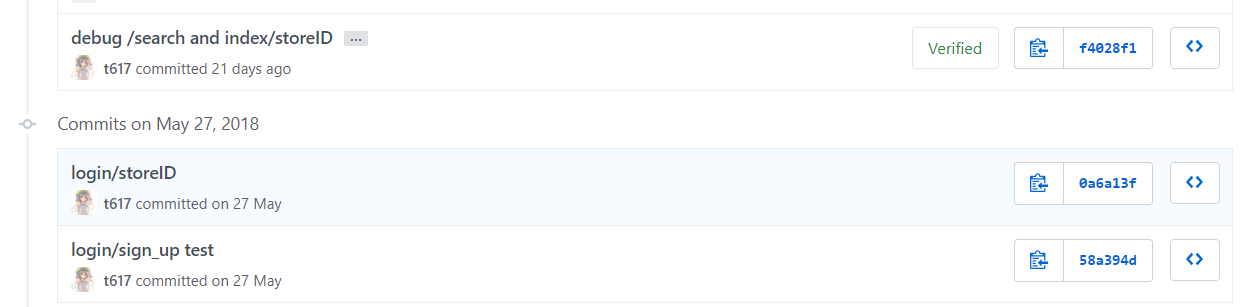 debug /search and index/storeID ...
Verified
f4028f1
t617 committed 21 days ago
Commits on May 27, 2018
login/storeID
0a6a13f
t617 committed on 27 May
login/sign_up test
58a394d
t617 committed on 27 May